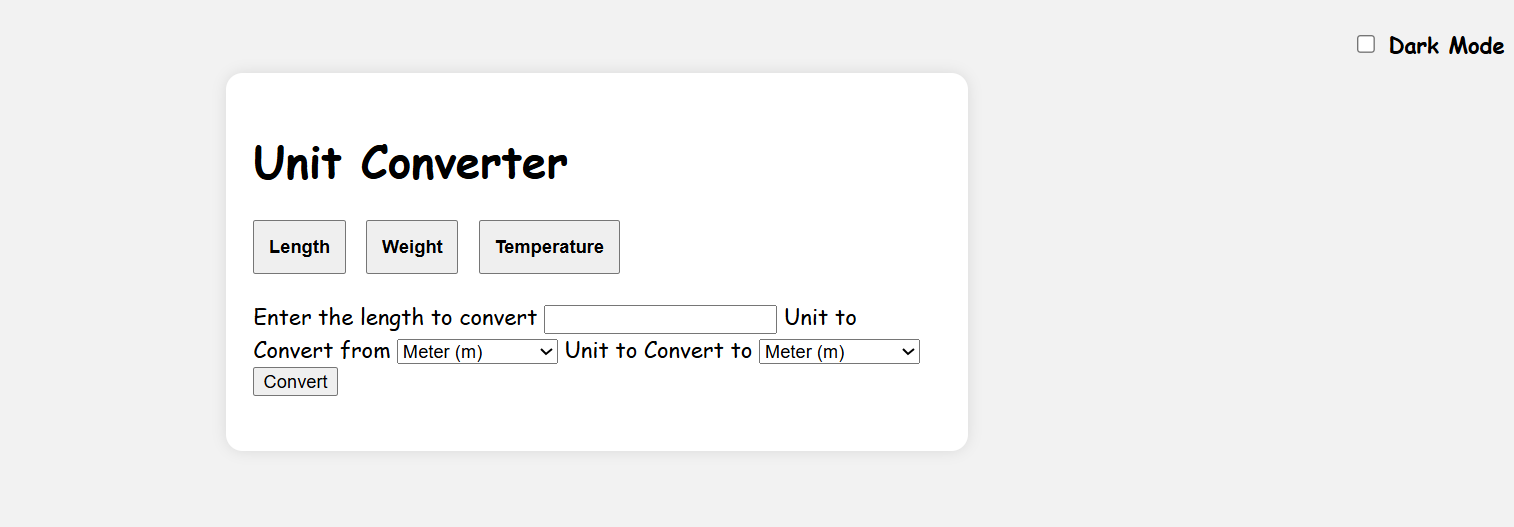 Dark Mode
Unit Converter
Length Weight Temperature
Enter the length to convert Unit to
Convert from Meter (m) Unit to Convert to Meter (m)
Convert